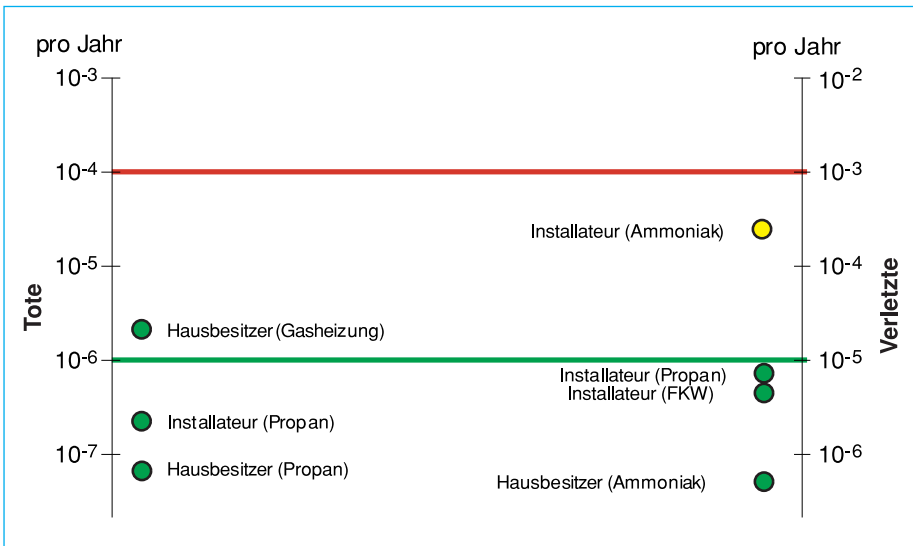 pro Jahr
pro Jahr
10-3
10-2
10-4
10-3
Installateur (Ammoniak)
10-5
10-4
Tote
Verletzte
Hausbesitzer (Gasheizung)
10-6
10-5
Installateur (Propan)
Installateur (FKW)
Installateur (Propan)
10-7
10-6
Hausbesitzer (Propan)
Hausbesitzer (Ammoniak)